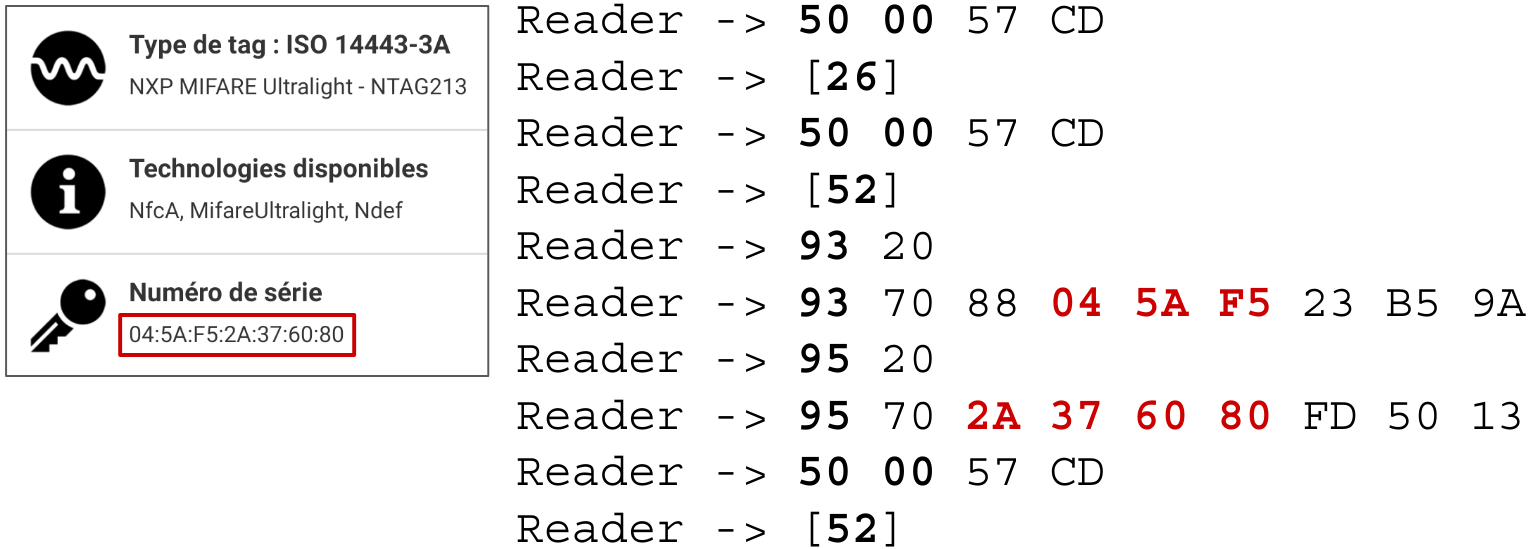 Type de tag : ISO 14443-3A
NXP MIFARE Ultralight - NTAG213
Technologies disponibles
NfcA, MifareUltralight, Ndef
Numéro de série
04:5A:F5:2A:37:60:80
Reader -> 50 00 57 CD
Reader -> [26]
Reader -> 50 00 57 CD
Reader -> [52]
Reader -> 93 20
Reader -> 93 70 88 04 5A F5 23 B5 9A
Reader -> 95 20
Reader -> 95 70 2A 37 60 80 FD 50 13
Reader -> 50 00 57 CD
Reader -> [52]